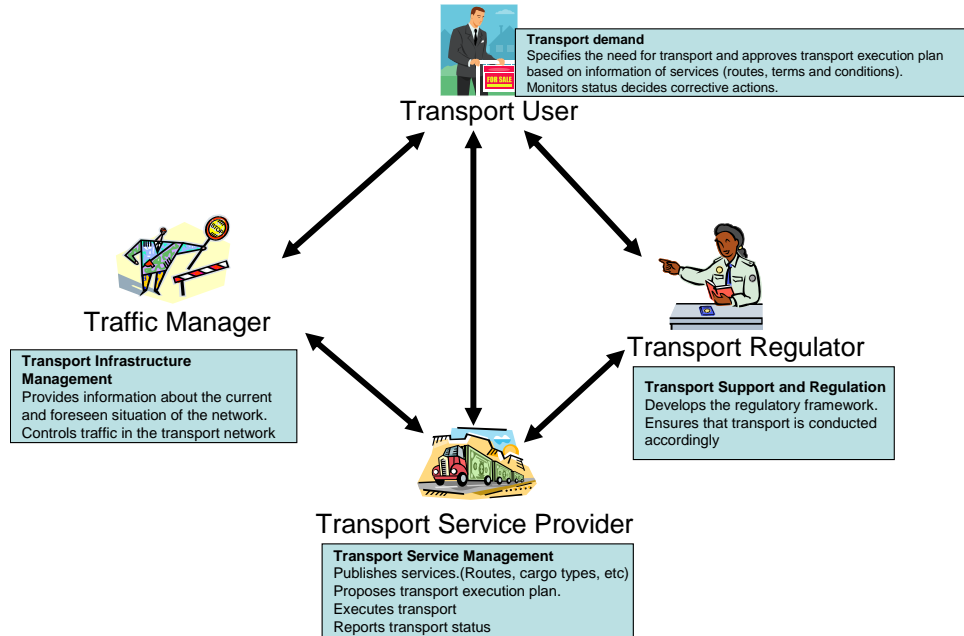 FOR SALE
Transport demand
Specifies the need for transport and approves transport execution plan
based on information of services (routes, terms and conditions).
Monitors status decides corrective actions.
Transport User
STOP
Traffic Manager
Transport Infrastructure
Management
Provides information about the current
and foreseen situation of the network.
Controls traffic in the transport network
Transport Regulator
Transport Support and Regulation
Develops the regulatory framework.
Ensures that transport is conducted
accordingly
Transport Service Provider
Transport Service Management
Publishes services.(Routes, cargo types, etc)
Proposes transport execution plan.
Executes transport
Reports transport status